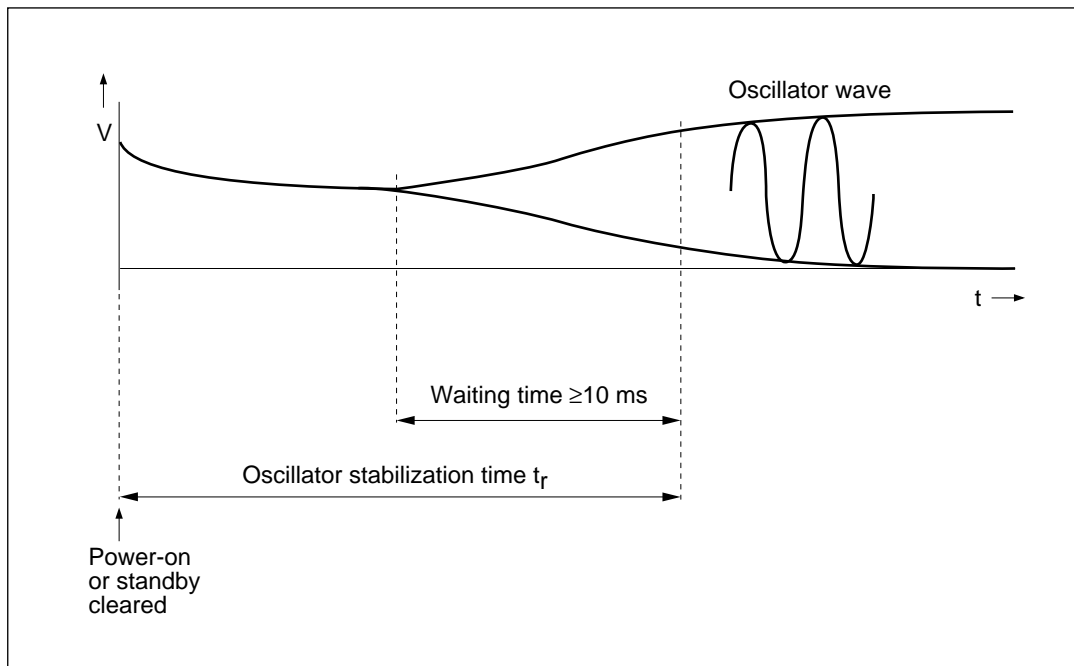 Oscillator wave
V
t
Waiting time ≥10 ms
Oscillator stabilization time tr
Power-on
or standby
cleared